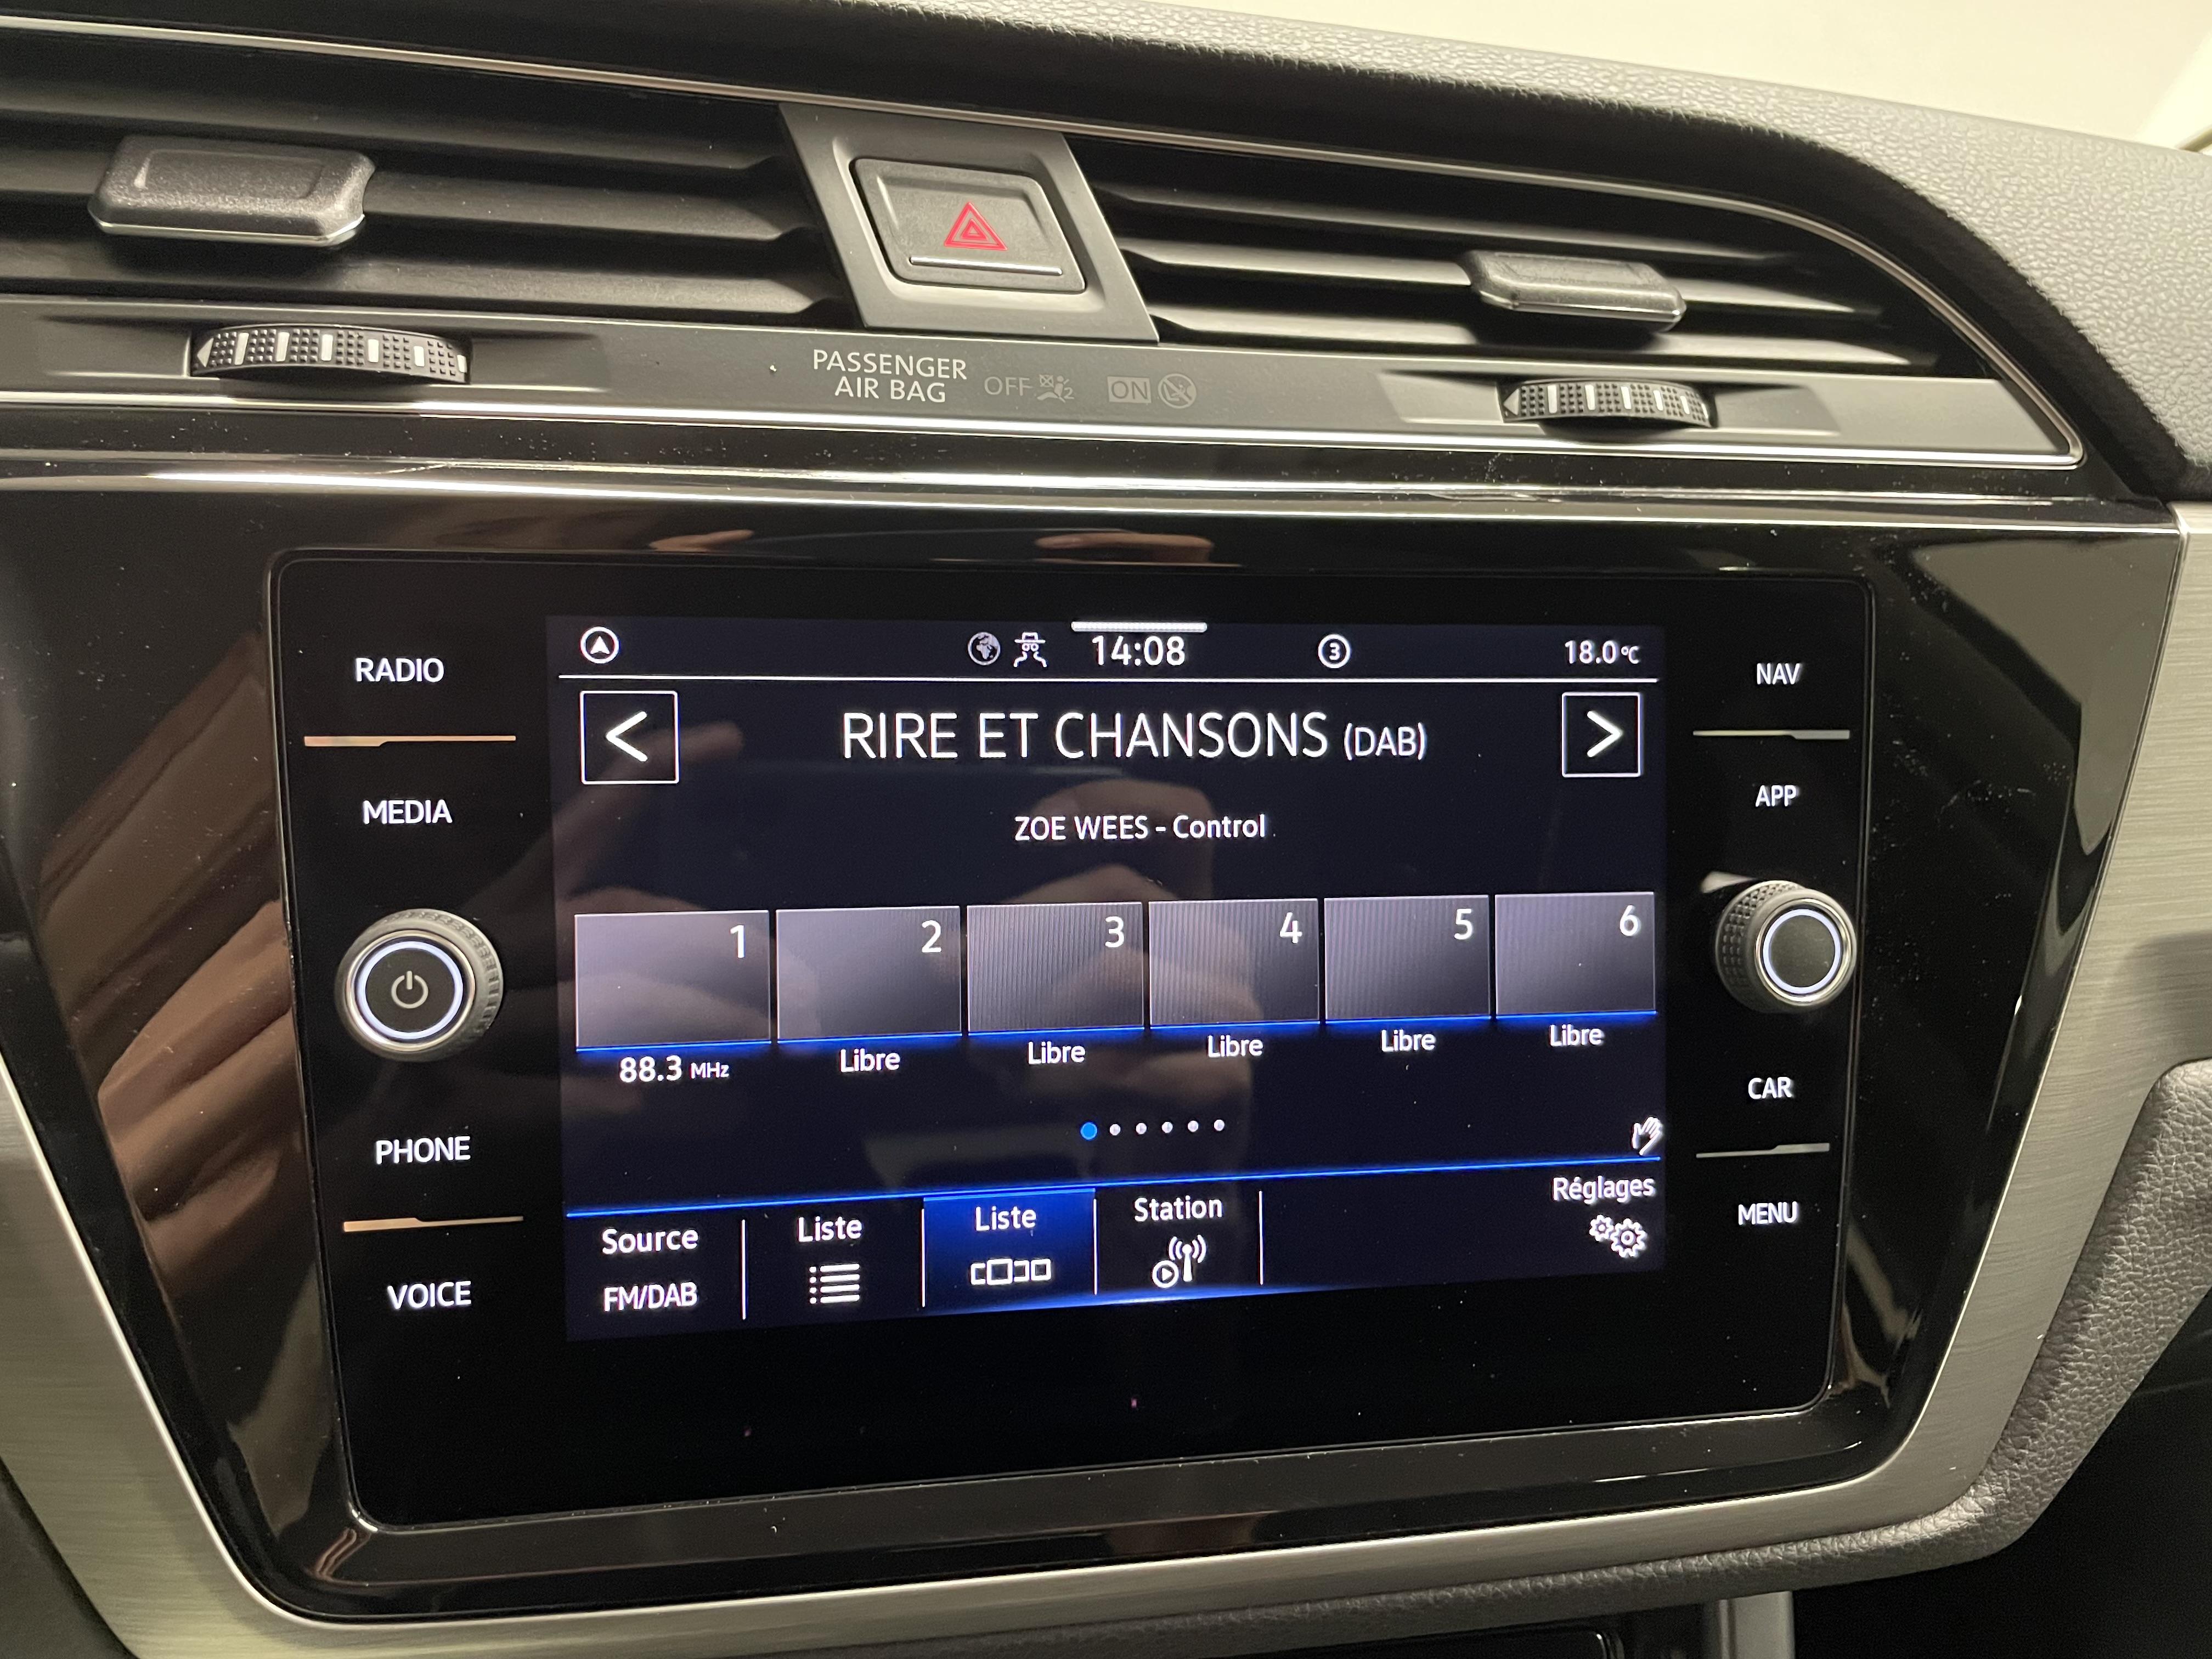 PASSENGER
AIR BAG OFF 2 ON
RADIO
MEDIA
PHONE
VOICE
14:08 3 18.0°C
< RIRE ET CHANSONS (DAB) >
ZOE WEES - Control
1 2 3 4 5 6
88.3 MHz Libre Libre Libre Libre Libre
Source Liste Liste Station Réglages
FM/DAB
NAV
APP
CAR
MENU